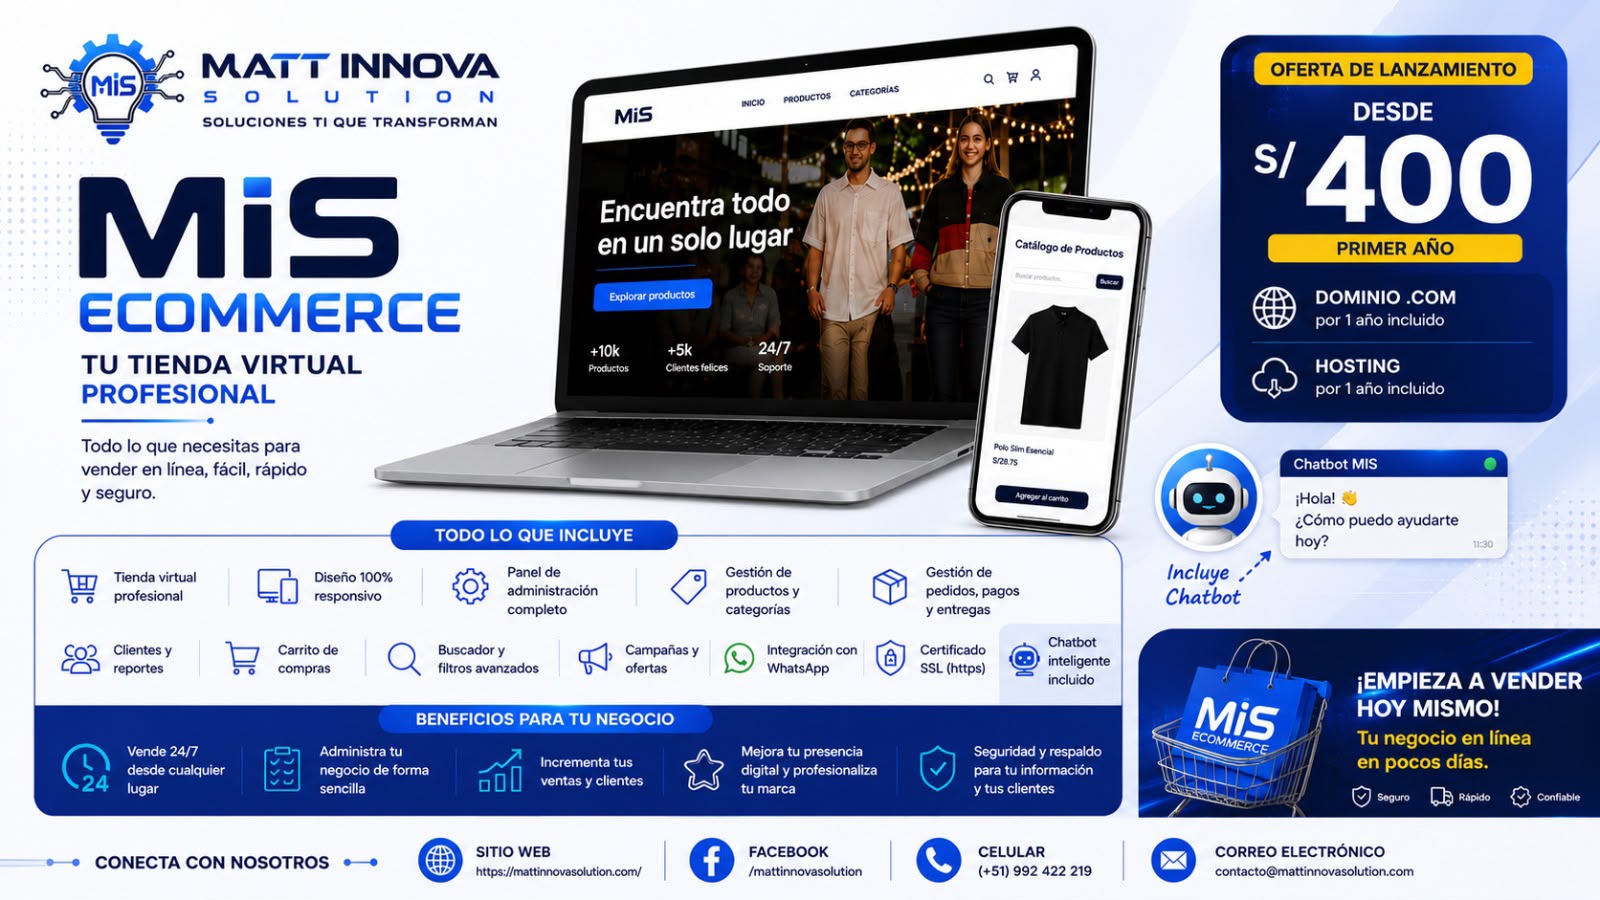 MiS
MATT INNOVA
SOLUTION
SOLUCIONES TI QUE TRANSFORMAN
MiS
ECOMMERCE
TU TIENDA VIRTUAL
PROFESIONAL
Todo lo que necesitas para
vender en línea, fácil, rápido
y seguro.
MiS
INICIO
PRODUCTOS
CATEGORÍAS
Encuentra todo
en un solo lugar
Explorar productos
+10k
Productos
+5k
Clientes felices
24/7
Soporte
Catálogo de Productos
Buscar productos...
Buscar
Polo Slim Esencial
S/28.75
Agregar al carrito
OFERTA DE LANZAMIENTO
DESDE
S/ 400
PRIMER AÑO
DOMINIO .COM
por 1 año incluido
HOSTING
por 1 año incluido
Chatbot MIS
¡Hola! 👋
¿Cómo puedo ayudarte
hoy?
11:30
Incluye
Chatbot
TODO LO QUE INCLUYE
Tienda virtual
profesional
Diseño 100%
responsivo
Panel de
administración
completo
Gestión de
productos y
categorías
Gestión de
pedidos, pagos
y entregas
Clientes y
reportes
Carrito de
compras
Buscador y
filtros avanzados
Campañas y
ofertas
Integración con
WhatsApp
Certificado
SSL (https)
Chatbot
inteligente
incluido
BENEFICIOS PARA TU NEGOCIO
24
Vende 24/7
desde cualquier
lugar
Administra tu
negocio de forma
sencilla
Incrementa tus
ventas y clientes
Mejora tu presencia
digital y profesionaliza
tu marca
Seguridad y respaldo
para tu información
y tus clientes
MiS
ECOMMERCE
¡EMPIEZA A VENDER
HOY MISMO!
Tu negocio en línea
en pocos días.
Seguro
Rápido
Confiable
CONECTA CON NOSOTROS
SITIO WEB
https://mattinnovasolution.com/
FACEBOOK
/mattinnovasolution
CELULAR
(+51) 992 422 219
CORREO ELECTRÓNICO
contacto@mattinnovasolution.com